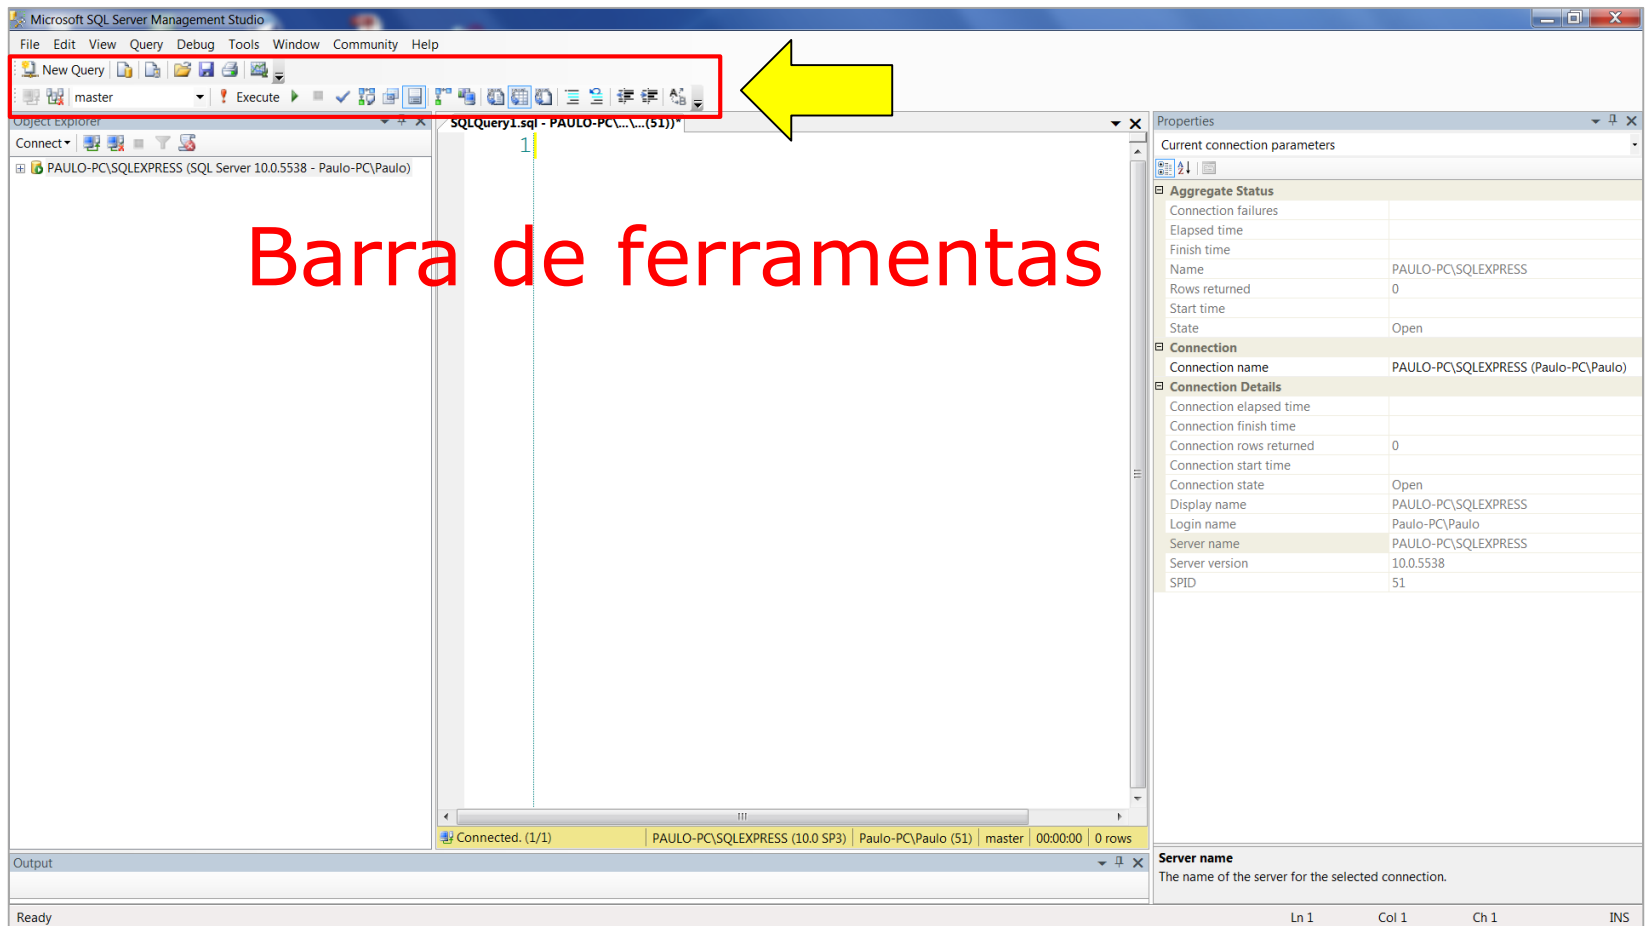 Microsoft SQL Server Management Studio
File Edit View Query Debug Tools Window Community Help
New Query
master Execute
Object Explorer
Connect
PAULO-PC\SQLEXPRESS (SQL Server 10.0.5538 - Paulo-PC\Paulo)
SQLQuery1.sql - PAULO-PC\...\...(51))*
1
Barra de ferramentas
Connected. (1/1) PAULO-PC\SQLEXPRESS (10.0 SP3) Paulo-PC\Paulo (51) master 00:00:00 0 rows
Output
Properties
Current connection parameters
Aggregate Status
Connection failures
Elapsed time
Finish time
Name PAULO-PC\SQLEXPRESS
Rows returned 0
Start time
State Open
Connection
Connection name PAULO-PC\SQLEXPRESS (Paulo-PC\Paulo)
Connection Details
Connection elapsed time
Connection finish time
Connection rows returned 0
Connection start time
Connection state Open
Display name PAULO-PC\SQLEXPRESS
Login name Paulo-PC\Paulo
Server name PAULO-PC\SQLEXPRESS
Server version 10.0.5538
SPID 51
Server name
The name of the server for the selected connection.
Ready Ln 1 Col 1 Ch 1 INS